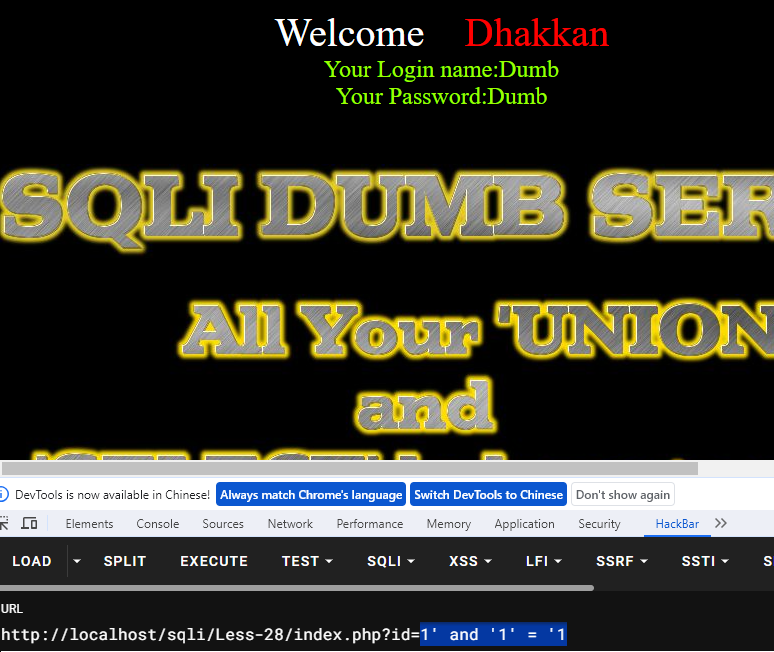 Welcome Dhakkan
Your Login name:Dumb
Your Password:Dumb
SQLI DUMB SER
All Your 'UNION
and
DevTools is now available in Chinese! Always match Chrome's language Switch DevTools to Chinese Don't show again
Elements Console Sources Network Performance Memory Application Security HackBar
LOAD SPLIT EXECUTE TEST SQLI XSS LFI SSRF SSTI S
URL
http://localhost/sqli/Less-28/index.php?id=1' and '1' = '1